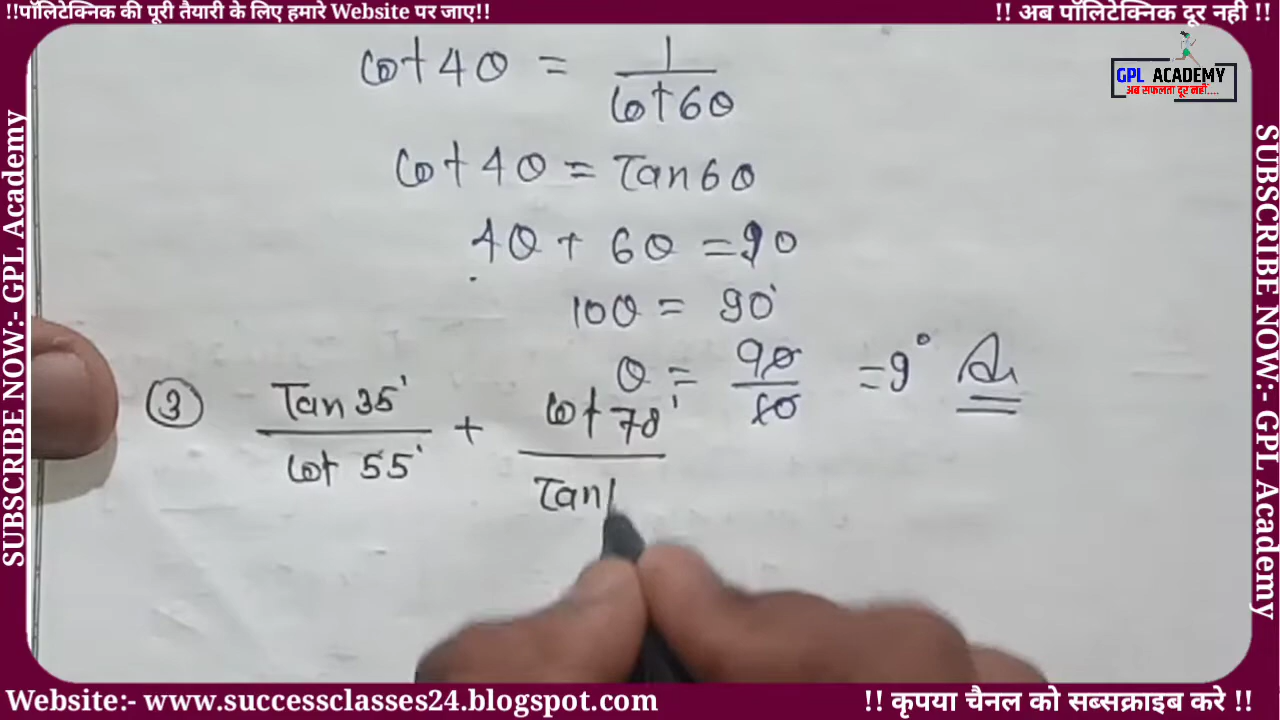 !!पॉलिटेक्निक की पूरी तैयारी के लिए हमारे Website पर जाए!!
!! अब पॉलिटेक्निक दूर नही !!
GPL ACADEMY
अब सफलता दूर नहीं....
SUBSCRIBE NOW:- GPL Academy
SUBSCRIBE NOW:- GPL Academy
cot 4θ = 1/cot 6θ
cot 4θ = Tan 6θ
4θ + 6θ = 90
10θ = 90°
θ = 90/10 = 9° Ans
③ Tan 35°/cot 55° + cot 78°/Tan 1
Website:- www.successclasses24.blogspot.com
!! कृपया चैनल को सब्सक्राइब करे !!